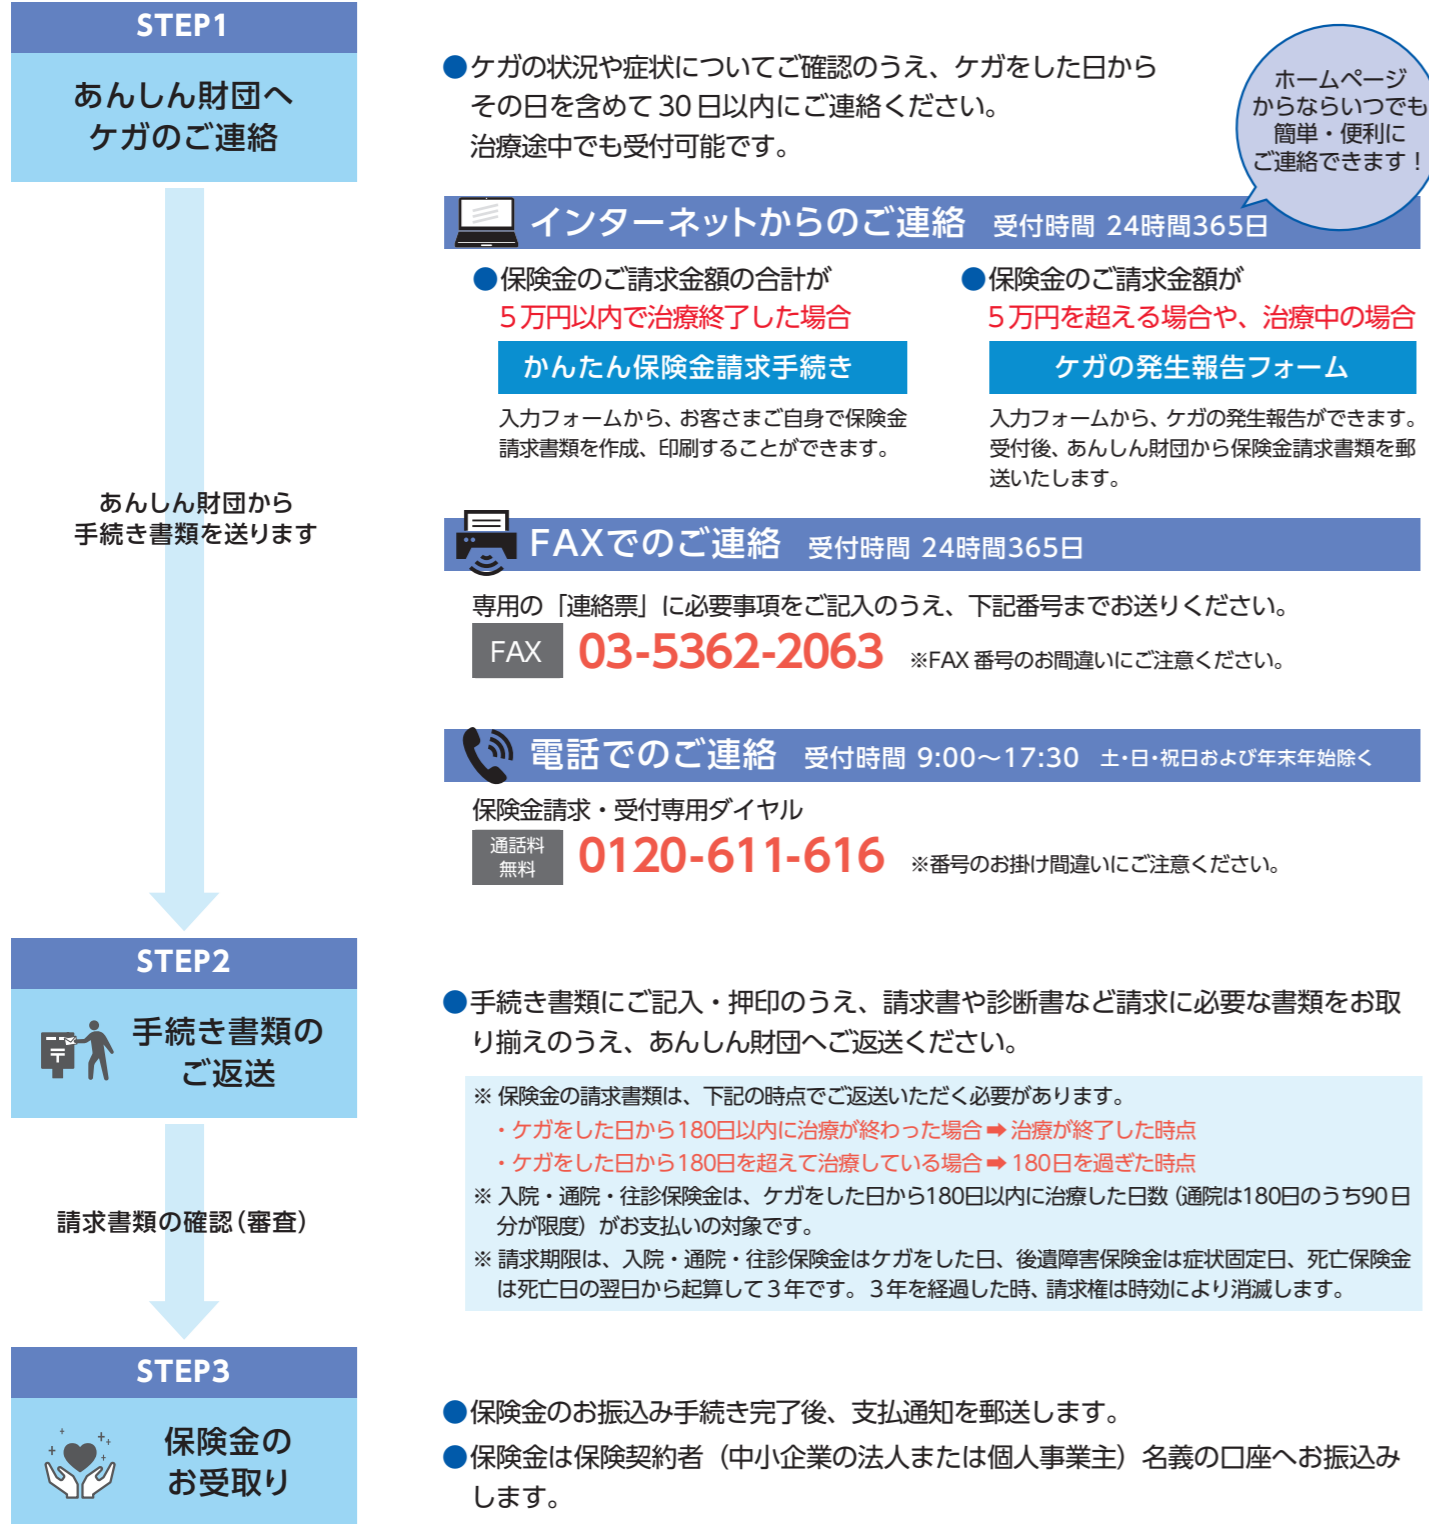 STEP1
あんしん財団へ
ケガのご連絡
●ケガの状況や症状についてご確認のうえ、ケガをした日から
その日を含めて 30 日以内にご連絡ください。
治療途中でも受付可能です。
ホームページ
からならいつでも
簡単・便利に
ご連絡できます！
インターネットからのご連絡 受付時間 24時間365日
●保険金のご請求金額の合計が
５万円以内で治療終了した場合
かんたん保険金請求手続き
入力フォームから、お客さまご自身で保険金
請求書類を作成、印刷することができます。
●保険金のご請求金額が
５万円を超える場合や、治療中の場合
ケガの発生報告フォーム
入力フォームから、ケガの発生報告ができます。
受付後、あんしん財団から保険金請求書類を郵
送いたします。
あんしん財団から
手続き書類を送ります
FAXでのご連絡 受付時間 24時間365日
専用の「連絡票」に必要事項をご記入のうえ、下記番号までお送りください。
FAX 03-5362-2063 ※FAX 番号のお間違いにご注意ください。
電話でのご連絡 受付時間 9:00～17:30 土・日・祝日および年末年始除く
保険金請求・受付専用ダイヤル
通話料
無料
0120-611-616 ※番号のお掛け間違いにご注意ください。
STEP2
〒
手続き書類の
ご返送
●手続き書類にご記入・押印のうえ、請求書や診断書など請求に必要な書類をお取
り揃えのうえ、あんしん財団へご返送ください。
※ 保険金の請求書類は、下記の時点でご返送いただく必要があります。
・ケガをした日から180日以内に治療が終わった場合 ➡ 治療が終了した時点
・ケガをした日から180日を超えて治療している場合 ➡ 180日を過ぎた時点
※ 入院・通院・往診保険金は、ケガをした日から180日以内に治療した日数（通院は180日のうち90日
分が限度）がお支払いの対象です。
※ 請求期限は、入院・通院・往診保険金はケガをした日、後遺障害保険金は症状固定日、死亡保険金
は死亡日の翌日から起算して３年です。３年を経過した時、請求権は時効により消滅します。
請求書類の確認（審査）
STEP3
保険金の
お受取り
●保険金のお振込み手続き完了後、支払通知を郵送します。
●保険金は保険契約者（中小企業の法人または個人事業主）名義の口座へお振込み
します。